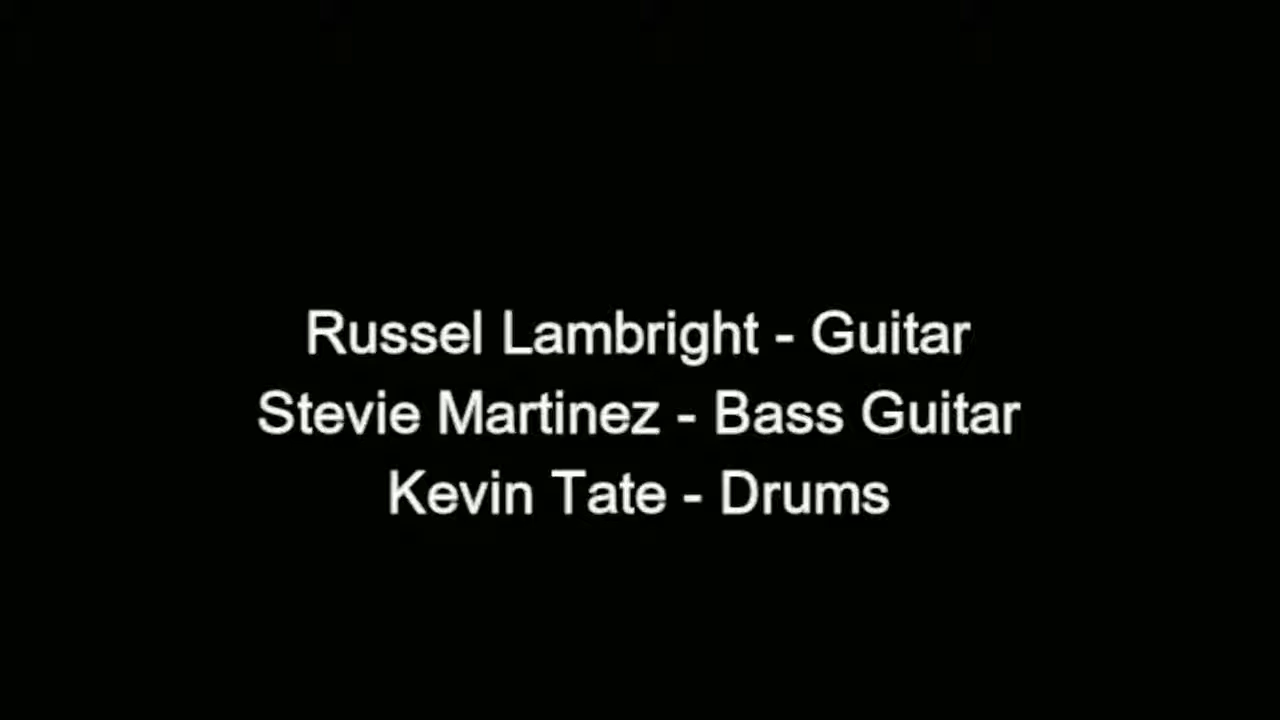 Russel Lambright - Guitar
Stevie Martinez - Bass Guitar
Kevin Tate - Drums